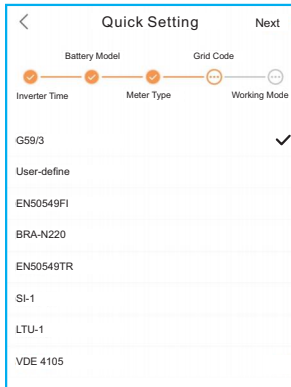 Quick Setting Next
Battery Model Grid Code
Inverter Time Meter Type Working Mode
G59/3
User-define
EN50549FI
BRA-N220
EN50549TR
SI-1
LTU-1
VDE 4105